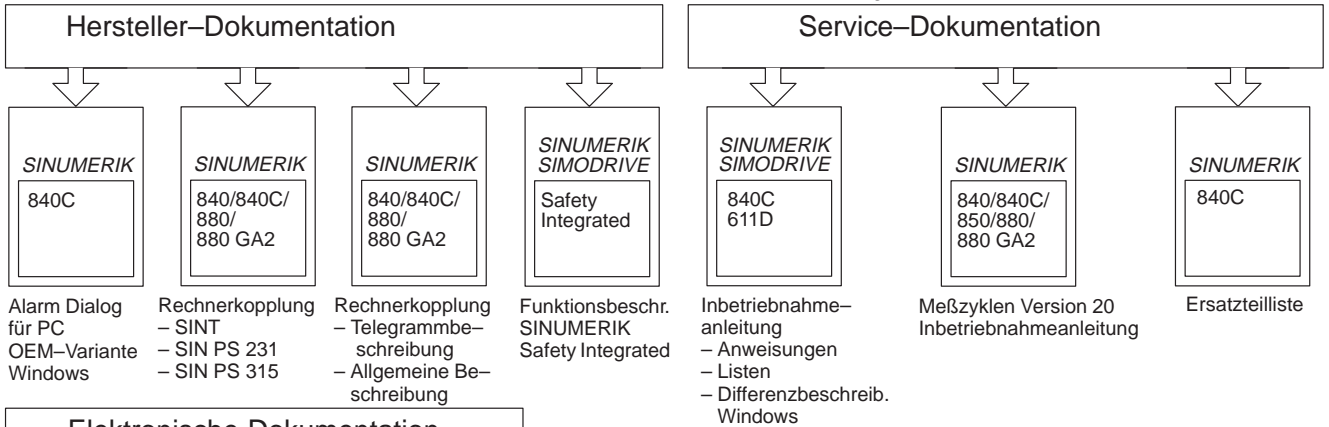 Hersteller–Dokumentation
Service–Dokumentation
SINUMERIK
840C
Alarm Dialog
für PC
OEM–Variante
Windows
SINUMERIK
840/840C/
880/
880 GA2
Rechnerkopplung
– SINT
– SIN PS 231
– SIN PS 315
SINUMERIK
840/840C/
880/
880 GA2
Rechnerkopplung
– Telegrammbe–
schreibung
– Allgemeine Be–
schreibung
SINUMERIK
SIMODRIVE
Safety
Integrated
Funktionsbeschr.
SINUMERIK
Safety Integrated
SINUMERIK
SIMODRIVE
840C
611D
Inbetriebnahme–
anleitung
– Anweisungen
– Listen
– Differenzbeschreib.
Windows
SINUMERIK
840/840C/
850/880/
880 GA2
Meßzyklen Version 20
Inbetriebnahmeanleitung
SINUMERIK
840C
Ersatzteilliste
Elektronische Dokumentation